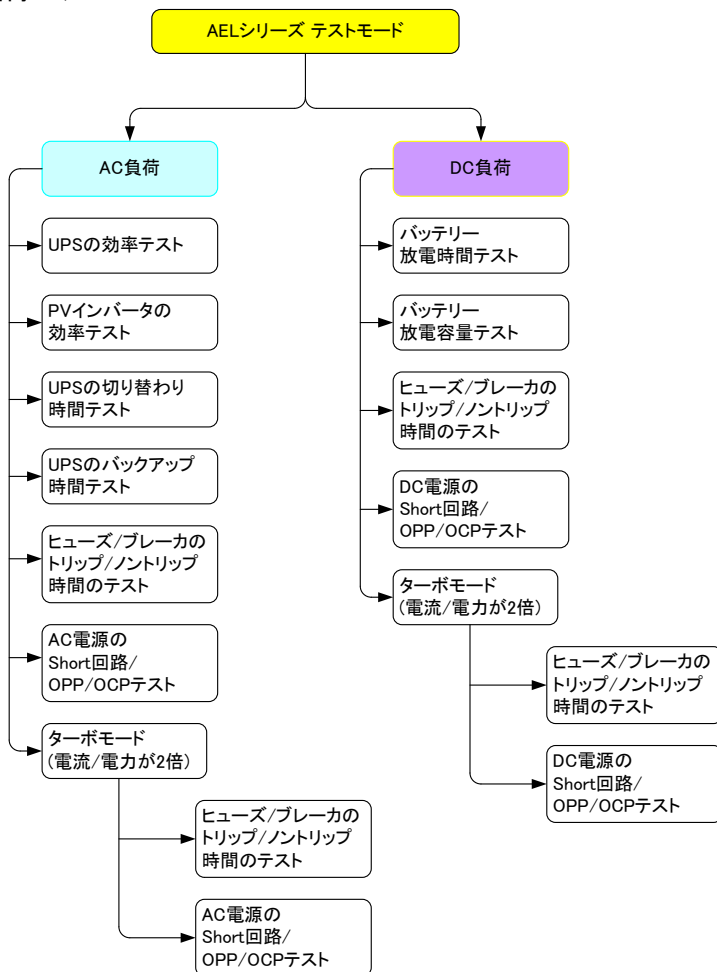 AELシリーズ テストモード
AC負荷
UPSの効率テスト
PVインバータの
効率テスト
UPSの切り替わり
時間テスト
UPSのバックアップ
時間テスト
ヒューズ/ブレーカの
トリップ/ノントリップ
時間のテスト
AC電源の
Short回路/
OPP/OCPテスト
ターボモード
(電流/電力が2倍)
ヒューズ/ブレーカの
トリップ/ノントリップ
時間のテスト
AC電源の
Short回路/
OPP/OCPテスト
DC負荷
バッテリー
放電時間テスト
バッテリー
放電容量テスト
ヒューズ/ブレーカの
トリップ/ノントリップ
時間のテスト
DC電源の
Short回路/
OPP/OCPテスト
ターボモード
(電流/電力が2倍)
ヒューズ/ブレーカの
トリップ/ノントリップ
時間のテスト
DC電源の
Short回路/
OPP/OCPテスト